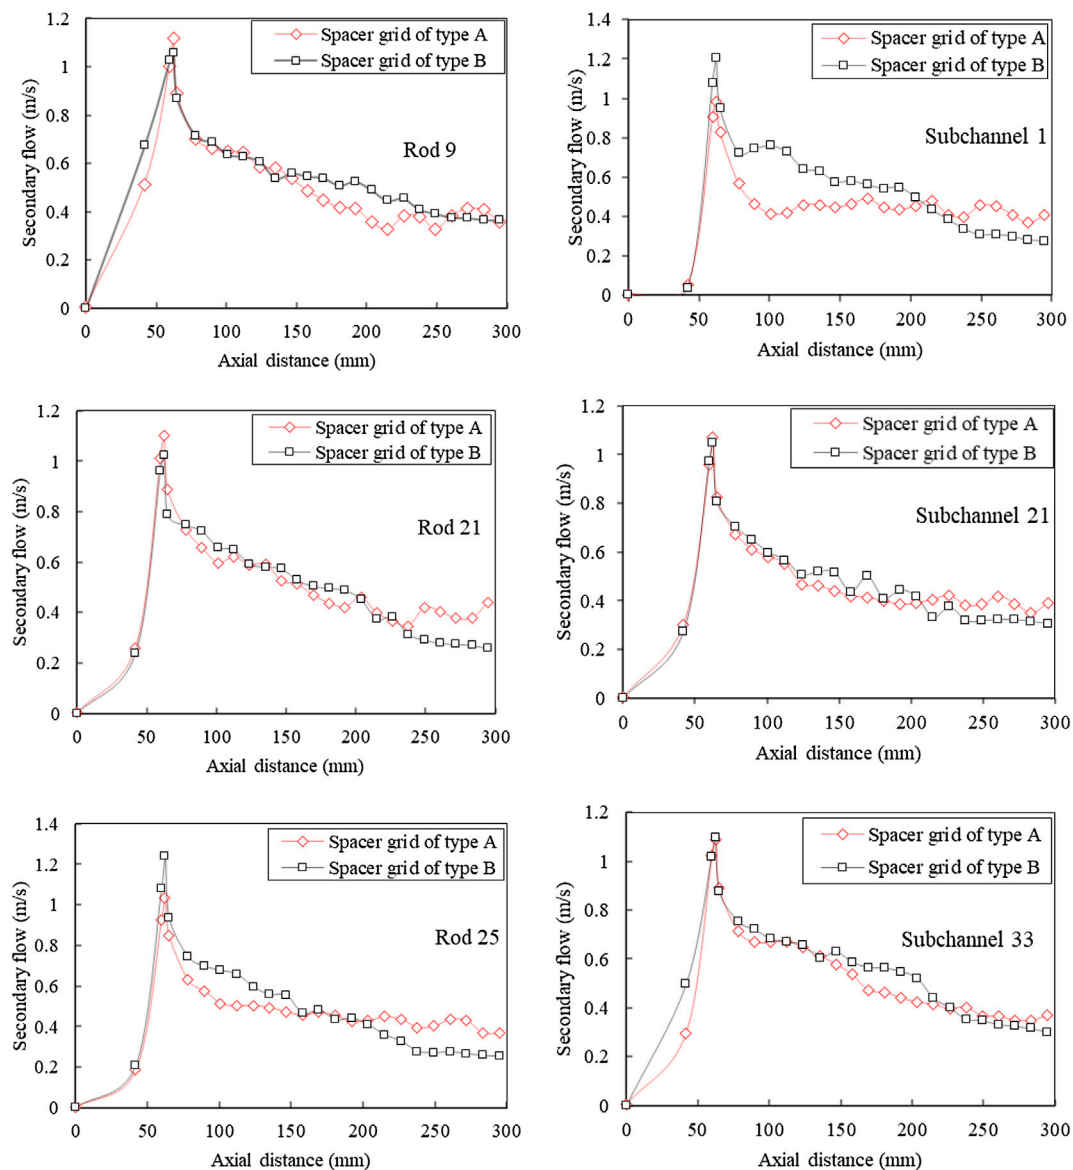 1.2
1
0.8
0.6
0.4
0.2
0
Secondary flow (m/s)
Spacer grid of type A
Spacer grid of type B
Rod 9
0 50 100 150 200 250 300
Axial distance (mm)
1.4
1.2
1
0.8
0.6
0.4
0.2
0
Secondary flow (m/s)
Spacer grid of type A
Spacer grid of type B
Subchannel 1
0 50 100 150 200 250 300
Axial distance (mm)
1.2
1
0.8
0.6
0.4
0.2
0
Secondary flow (m/s)
Spacer grid of type A
Spacer grid of type B
Rod 21
0 50 100 150 200 250 300
Axial distance (mm)
1.2
1
0.8
0.6
0.4
0.2
0
Secondary flow (m/s)
Spacer grid of type A
Spacer grid of type B
Subchannel 21
0 50 100 150 200 250 300
Axial distance (mm)
1.4
1.2
1
0.8
0.6
0.4
0.2
0
Secondary flow (m/s)
Spacer grid of type A
Spacer grid of type B
Rod 25
0 50 100 150 200 250 300
Axial distance (mm)
1.2
1
0.8
0.6
0.4
0.2
0
Secondary flow (m/s)
Spacer grid of type A
Spacer grid of type B
Subchannel 33
0 50 100 150 200 250 300
Axial distance (mm)